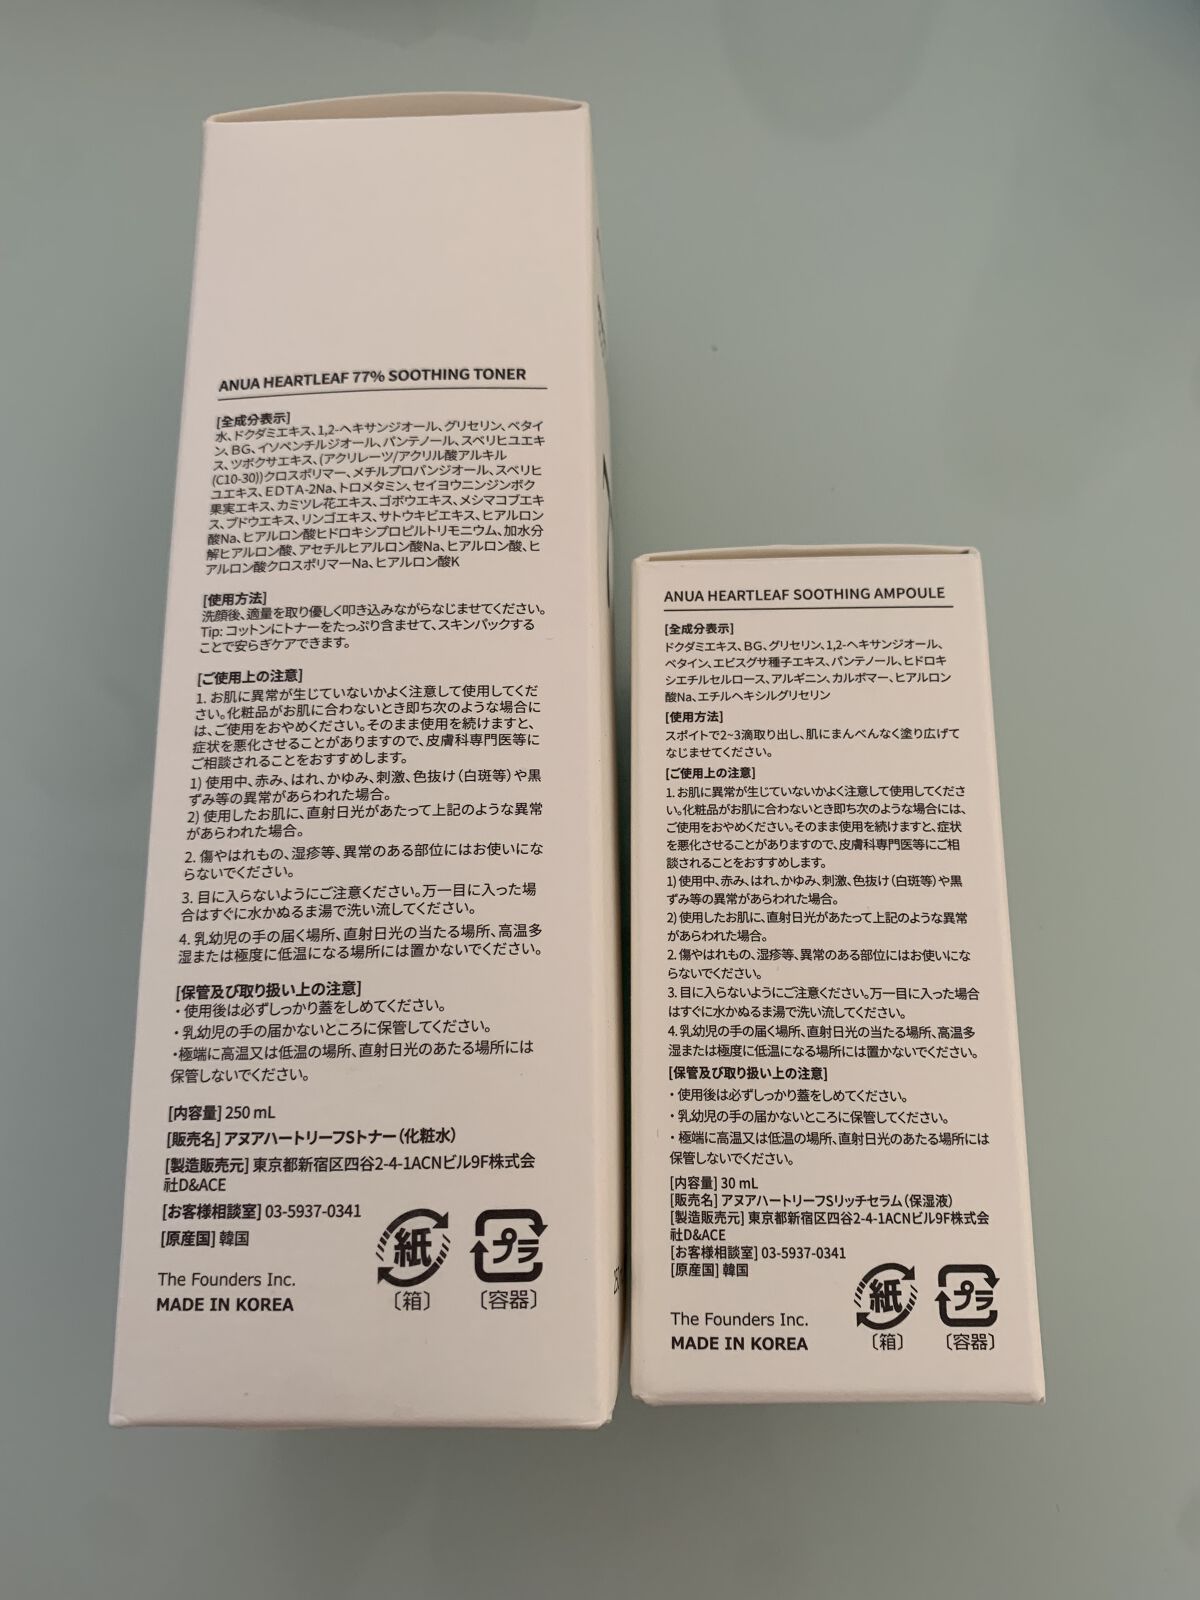 ANUA HEARTLEAF 77% SOOTHING TONER
[全成分表示]
水、ドクダミエキス、1,2-ヘキサンジオール、グリセリン、ベタイ
ン、BG、イソペンチルジオール、パンテノール、スベリヒユエキ
ス、ツボクサエキス、(アクリレーツ/アクリル酸アルキル
(C10-30))クロスポリマー、メチルプロパンジオール、スベリヒ
ユエキス、EDTA-2Na、トロメタミン、セイヨウニンジンボク
果実エキス、カミツレ花エキス、ゴボウエキス、メシマコブエキ
ス、ブドウエキス、リンゴエキス、サトウキビエキス、ヒアルロン
酸Na、ヒアルロン酸ヒドロキシプロピルトリモニウム、加水分
解ヒアルロン酸、アセチルヒアルロン酸Na、ヒアルロン酸、ヒ
アルロン酸クロスポリマーNa、ヒアルロン酸K
[使用方法]
洗顔後、適量を取り優しく叩き込みながらなじませてください。
Tip: コットンにトナーをたっぷり含ませて、スキンパックする
ことで安らぎケアできます。
[ご使用上の注意]
1. お肌に異常が生じていないかよく注意して使用してくだ
さい。化粧品がお肌に合わないとき即ち次のような場合に
は、ご使用をおやめください。そのまま使用を続けますと、
症状を悪化させることがありますので、皮膚科専門医等に
ご相談されることをおすすめします。
1) 使用中、赤み、はれ、かゆみ、刺激、色抜け(白斑等)や黒
ずみ等の異常があらわれた場合。
2) 使用したお肌に、直射日光があたって上記のような異常
があらわれた場合。
2. 傷やはれもの、湿疹等、異常のある部位にはお使いにな
らないでください。
3. 目に入らないようにご注意ください。万一目に入った場
合はすぐに水かぬるま湯で洗い流してください。
4. 乳幼児の手の届く場所、直射日光の当たる場所、高温多
湿または極度に低温になる場所には置かないでください。
[保管及び取り扱い上の注意]
・使用後は必ずしっかり蓋をしめてください。
・乳幼児の手の届かないところに保管してください。
・極端に高温又は低温の場所、直射日光のあたる場所には
保管しないでください。
[内容量] 250 mL
[販売名] アヌアハートリーフSトナー(化粧水)
[製造販売元] 東京都新宿区四谷2-4-1ACNビル9F株式会
社D&ACE
[お客様相談室] 03-5937-0341
[原産国] 韓国
The Founders Inc.
MADE IN KOREA
紙
〔箱〕
プラ
〔容器〕
ANUA HEARTLEAF SOOTHING AMPOULE
[全成分表示]
ドクダミエキス、BG、グリセリン、1,2-ヘキサンジオール、
ベタイン、エビスグサ種子エキス、パンテノール、ヒドロキ
シエチルセルロース、アルギニン、カルボマー、ヒアルロン
酸Na、エチルヘキシルグリセリン
[使用方法]
スポイトで2~3滴取り出し、肌にまんべんなく塗り広げて
なじませてください。
[ご使用上の注意]
1. お肌に異常が生じていないかよく注意して使用してくださ
い。化粧品がお肌に合わないとき即ち次のような場合には、
ご使用をおやめください。そのまま使用を続けますと、症状
を悪化させることがありますので、皮膚科専門医等にご相
談されることをおすすめします。
1) 使用中、赤み、はれ、かゆみ、刺激、色抜け(白斑等)や黒
ずみ等の異常があらわれた場合。
2) 使用したお肌に、直射日光があたって上記のような異常
があらわれた場合。
2. 傷やはれもの、湿疹等、異常のある部位にはお使いにな
らないでください。
3. 目に入らないようにご注意ください。万一目に入った場合
はすぐに水かぬるま湯で洗い流してください。
4. 乳幼児の手の届く場所、直射日光の当たる場所、高温多
湿または極度に低温になる場所には置かないでください。
[保管及び取り扱い上の注意]
・使用後は必ずしっかり蓋をしめてください。
・乳幼児の手の届かないところに保管してください。
・極端に高温又は低温の場所、直射日光のあたる場所には
保管しないでください。
[内容量] 30 mL
[販売名] アヌアハートリーフSリッチセラム(保湿液)
[製造販売元] 東京都新宿区四谷2-4-1ACNビル9F株式会
社D&ACE
[お客様相談室] 03-5937-0341
[原産国] 韓国
The Founders Inc.
MADE IN KOREA
紙
〔箱〕
プラ
〔容器〕